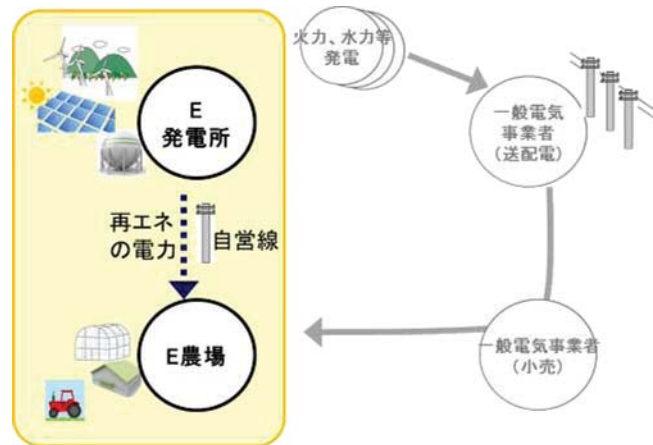 E
発電所
再エネ
の電力
自営線
E農場
火力、水力等
発電
一般電気
事業者
（送配電）
一般電気事業者
（小売）